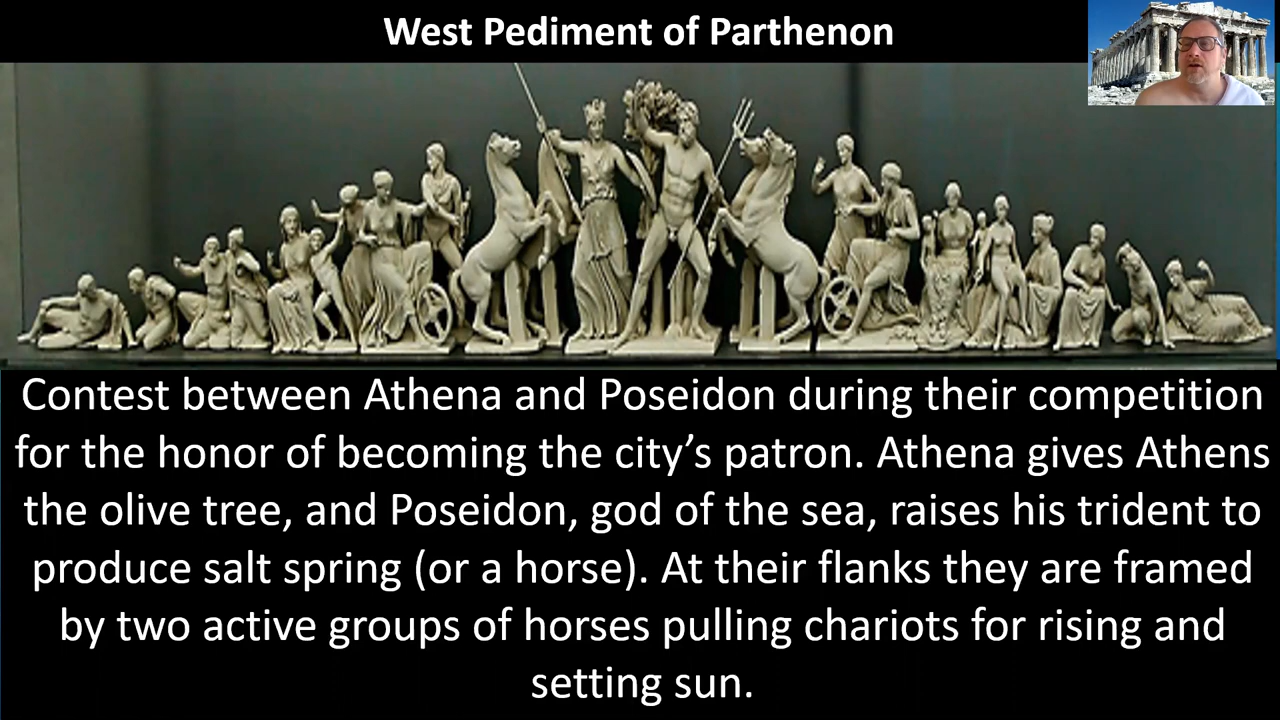 West Pediment of Parthenon
Contest between Athena and Poseidon during their competition
for the honor of becoming the city’s patron. Athena gives Athens
the olive tree, and Poseidon, god of the sea, raises his trident to
produce salt spring (or a horse). At their flanks they are framed
by two active groups of horses pulling chariots for rising and
setting sun.